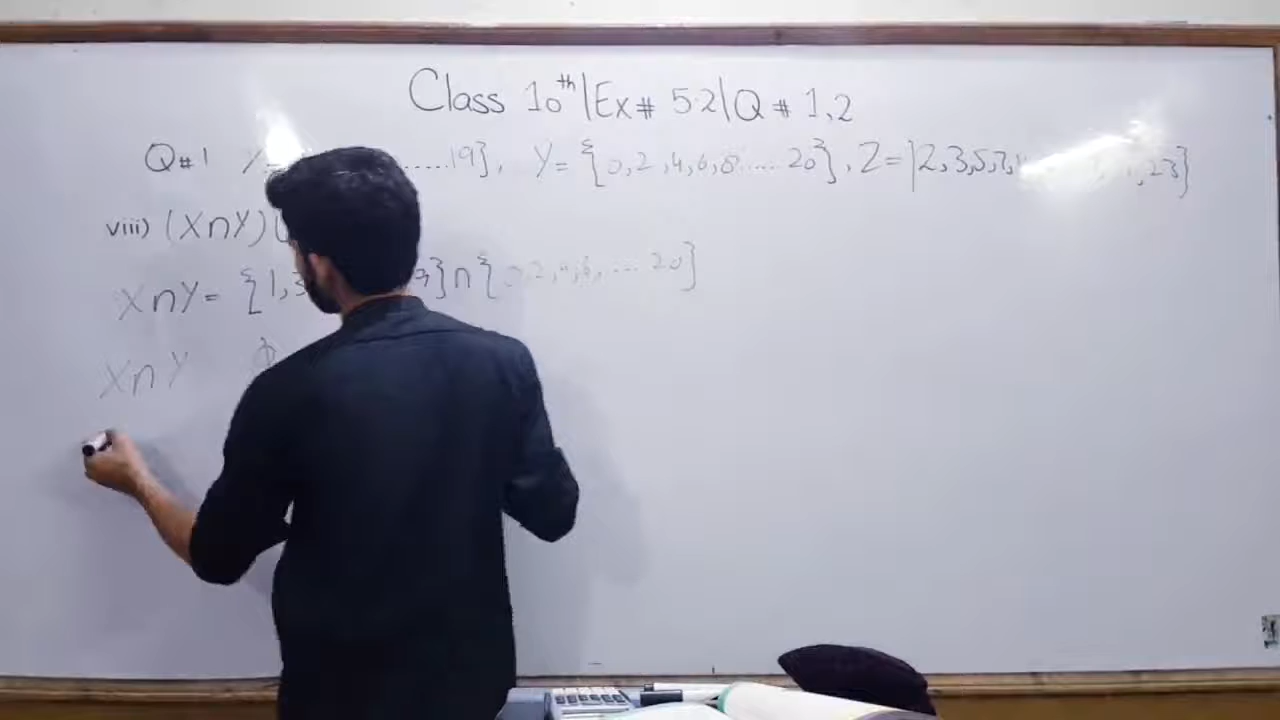 Class 10th | Ex# 5.2 | Q # 1,2
Q#1 .....19}, Y= {0,2,4,6,8.....20}, Z= {2,3,5,7, ,23}
viii) (X∩Y)
X∩Y= {1,3 9}∩{0,2,4,6,...20}
X∩Y Φ